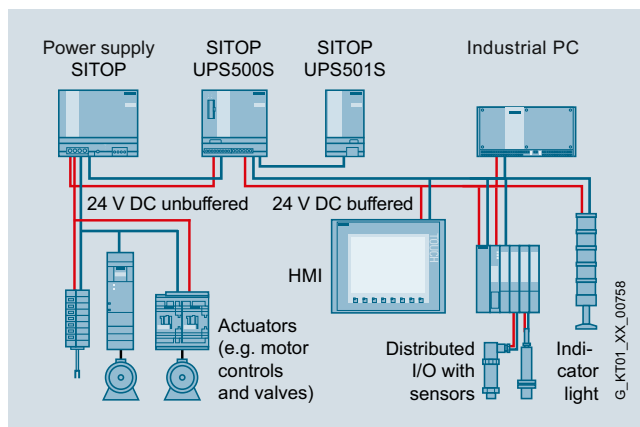 Power supply
SITOP
SITOP
UPS500S
SITOP
UPS501S
Industrial PC
24 V DC unbuffered
24 V DC buffered
HMI
TOUCH
Actuators
(e.g. motor
controls
and valves)
Distributed
I/O with
sensors
Indi-
cator
light
G_KT01_XX_00758